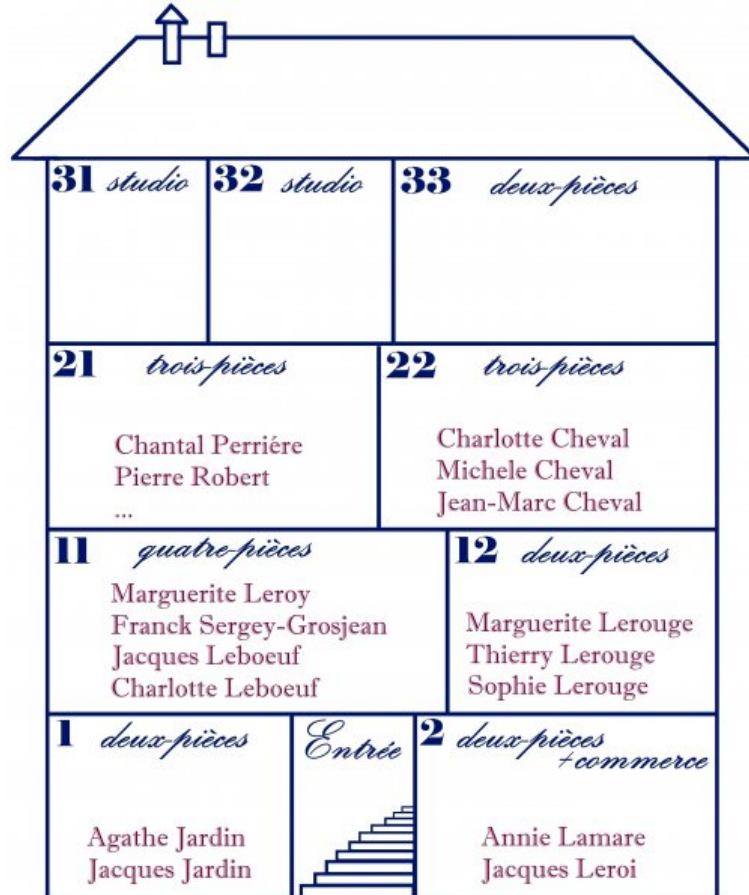 31 studio
32 studio
33 deux-pièces
21 trois-pièces
Chantal Perriére
Pierre Robert
...
22 trois-pièces
Charlotte Cheval
Michele Cheval
Jean-Marc Cheval
11 quatre-pièces
Marguerite Leroy
Franck Sergey-Grosjean
Jacques Leboeuf
Charlotte Leboeuf
12 deux-pièces
Marguerite Lerouge
Thierry Lerouge
Sophie Lerouge
1 deux-pièces
Agathe Jardin
Jacques Jardin
Entrée
2 deux-pièces
+commerce
Annie Lamare
Jacques Leroi